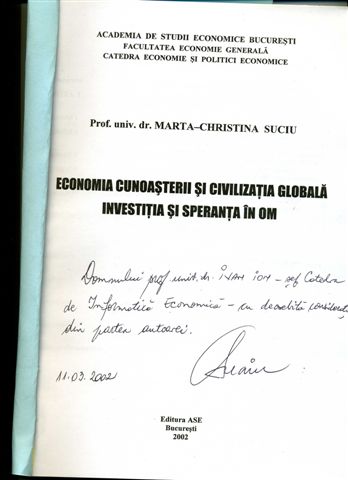 ACADEMIA DE STUDII ECONOMICE BUCUREŞTI
FACULTATEA ECONOMIE GENERALĂ
CATEDRA ECONOMIE ŞI POLITICI ECONOMICE
Prof. univ. dr. MARTA–CHRISTINA SUCIU
ECONOMIA CUNOAŞTERII ŞI CIVILIZAŢIA GLOBALĂ
INVESTIŢIA ŞI SPERANŢA ÎN OM
Domnului prof. univ. dr. IVAN ION – şef Catedra
de Informatică Economică – cu deosebită
din partea autoarei.
11.03.2002
Editura ASE
Bucureşti
2002